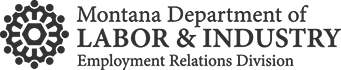 Montana Department of
LABOR & INDUSTRY
Employment Relations Division